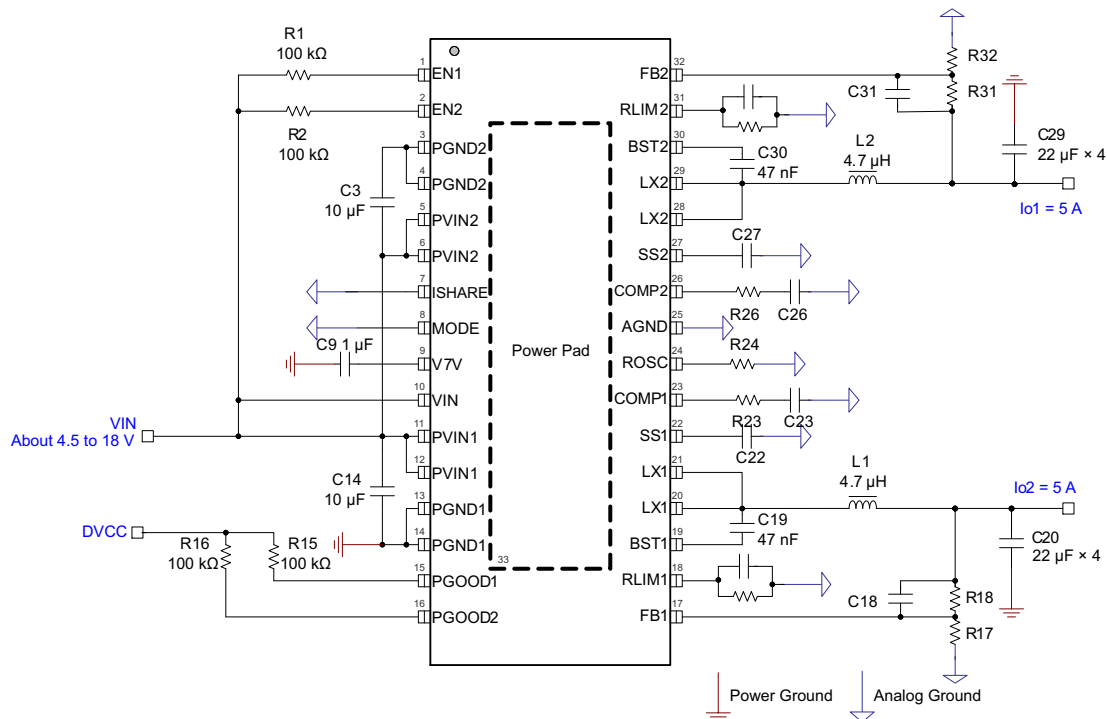 R1
100 kΩ
R2
100 kΩ
C3
10 µF
C9 1 µF
VIN
About 4.5 to 18 V
C14
10 µF
DVCC
R16
100 kΩ
R15
100 kΩ
1
EN1
2
EN2
3
PGND2
4
PGND2
5
PVIN2
6
PVIN2
7
ISHARE
8
MODE
9
V7V
10
VIN
11
PVIN1
12
PVIN1
13
PGND1
14
PGND1
15
PGOOD1
16
PGOOD2
Power Pad
33
32
FB2
31
RLIM2
30
BST2
29
LX2
28
LX2
27
SS2
26
COMP2
25
AGND
24
ROSC
23
COMP1
22
SS1
21
LX1
20
LX1
19
BST1
18
RLIM1
17
FB1
R32
R31
C31
C29
22 µF × 4
C30
47 nF
L2
4.7 µH
Io1 = 5 A
C27
R26
C26
R24
R23
C23
C22
L1
4.7 µH
Io2 = 5 A
C19
47 nF
C20
22 µF × 4
C18
R18
R17
Power Ground
Analog Ground